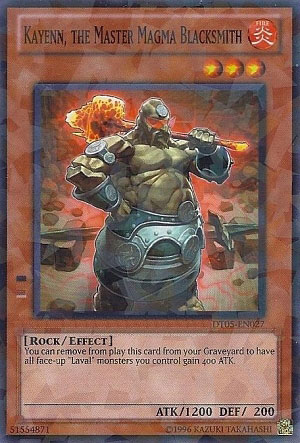 KAYENN, THE MASTER MAGMA BLACKSMITH
FIRE
炎
DT05-EN027
[ROCK/EFFECT]
You can remove from play this card from your Graveyard to have
all face-up "Laval" monsters you control gain 400 ATK.
ATK/1200 DEF/ 200
51554871
©1996 KAZUKI TAKAHASHI